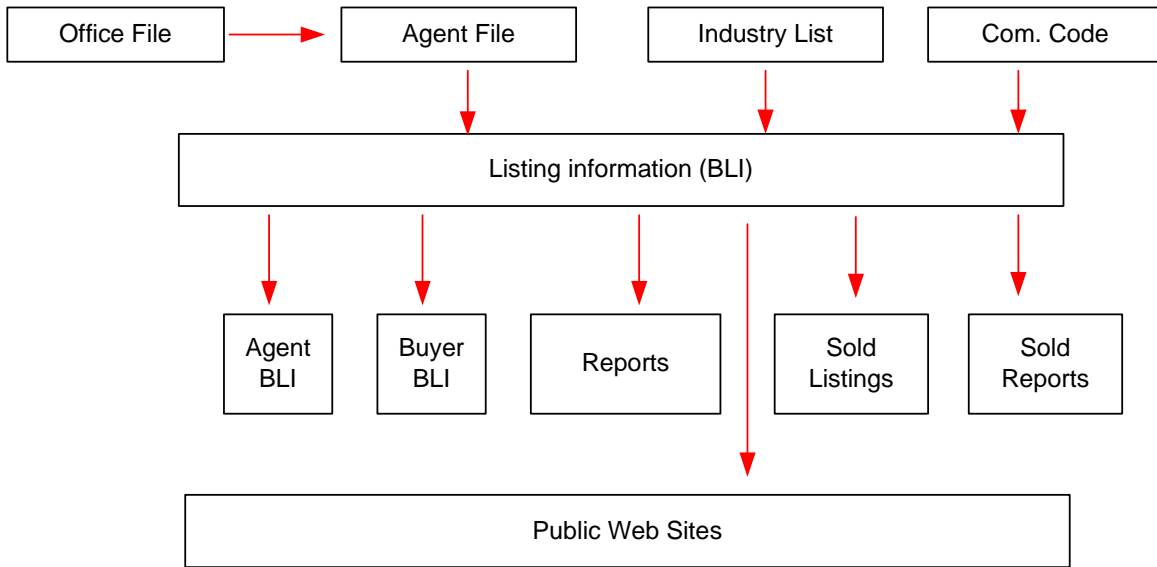 Office File
Agent File
Industry List
Com. Code
Listing information (BLI)
Agent
BLI
Buyer
BLI
Reports
Sold
Listings
Sold
Reports
Public Web Sites